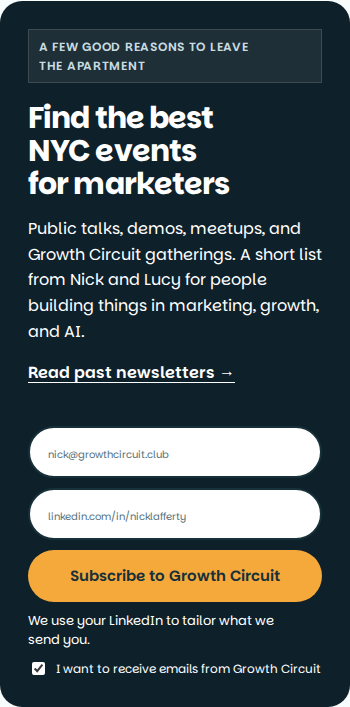 A FEW GOOD REASONS TO LEAVE
THE APARTMENT
Find the best
NYC events
for marketers
Public talks, demos, meetups, and
Growth Circuit gatherings. A short list
from Nick and Lucy for people
building things in marketing, growth,
and AI.
Read past newsletters →
nick@growthcircuit.club
linkedin.com/in/nicklafferty
Subscribe to Growth Circuit
We use your LinkedIn to tailor what we
send you.
I want to receive emails from Growth Circuit